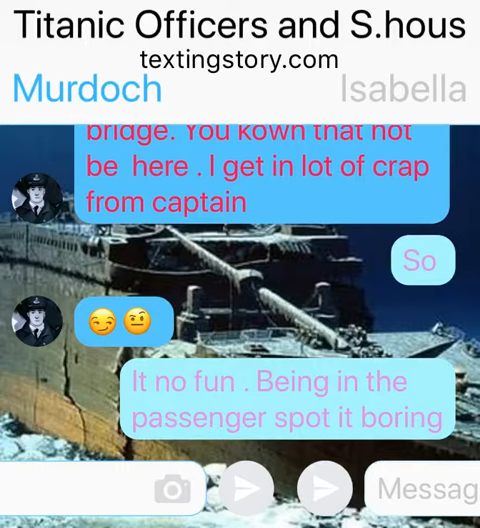 Titanic Officers and S.hous
textingstory.com
Murdoch Isabella
bridge. You kown that not
be here . I get in lot of crap
from captain
So
😏🤨
It no fun . Being in the
passenger spot it boring
Messag